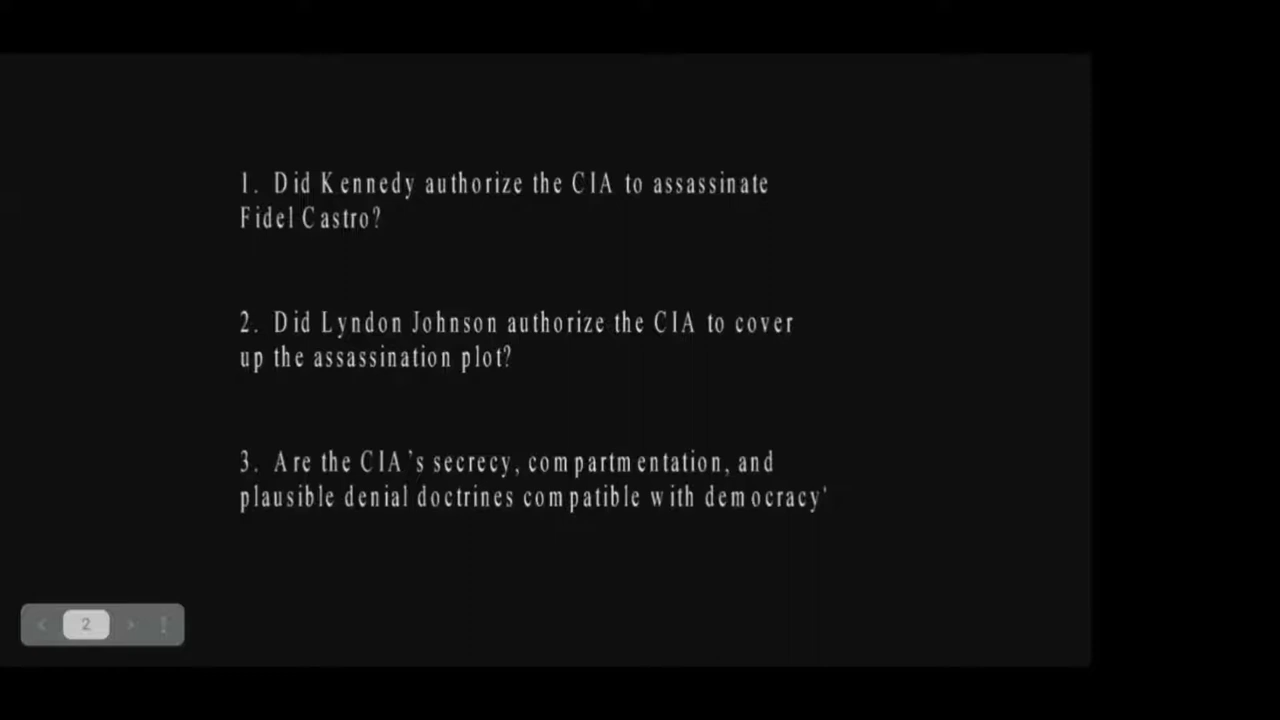 1. Did Kennedy authorize the CIA to assassinate
Fidel Castro?
2. Did Lyndon Johnson authorize the CIA to cover
up the assassination plot?
3. Are the CIA's secrecy, compartmentation, and
plausible denial doctrines compatible with democracy'
< 2 > !